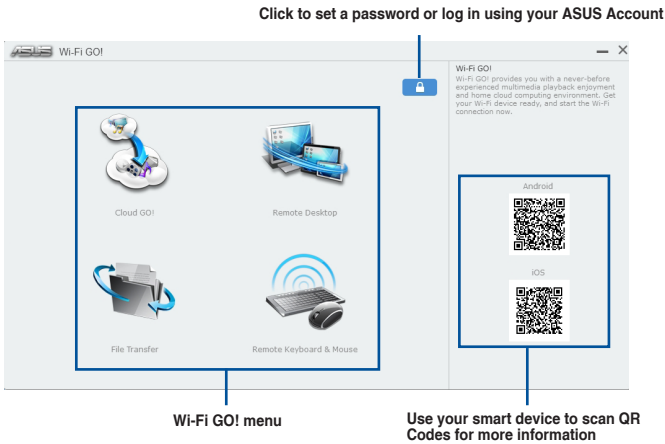 Click to set a password or log in using your ASUS Account
ASUS Wi-Fi GO!
Wi-Fi GO!
Wi-Fi GO! provides you with a never-before
experienced multimedia playback enjoyment
and home cloud computing environment. Get
your Wi-Fi device ready, and start the Wi-Fi
connection now.
Cloud GO!
Remote Desktop
Android
iOS
File Transfer
Remote Keyboard & Mouse
Wi-Fi GO! menu
Use your smart device to scan QR
Codes for more information